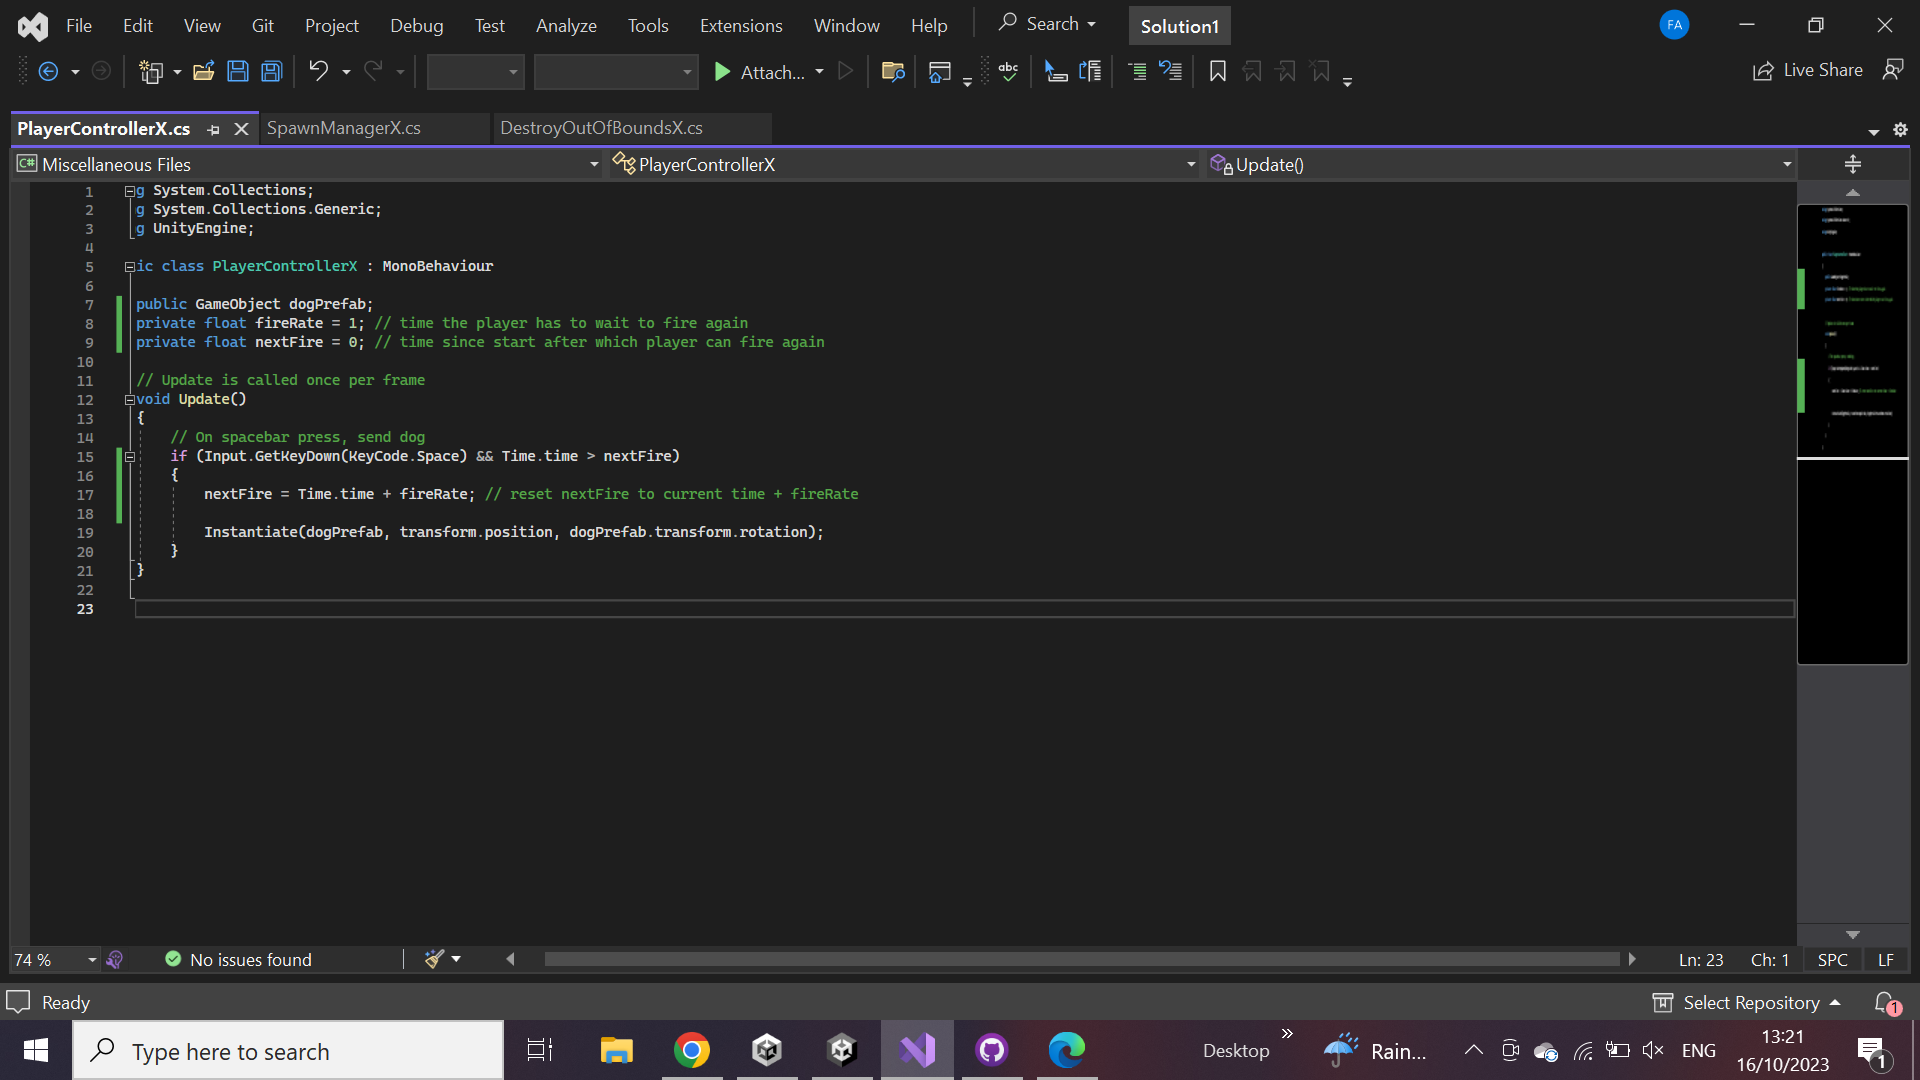 File Edit View Git Project Debug Test Analyze Tools Extensions Window Help Search Solution1 FA
Attach... abc Live Share
PlayerControllerX.cs SpawnManagerX.cs DestroyOutOfBoundsX.cs
C# Miscellaneous Files PlayerControllerX Update()
1 g System.Collections;
2 g System.Collections.Generic;
3 g UnityEngine;
4
5 ic class PlayerControllerX : MonoBehaviour
6
7 public GameObject dogPrefab;
8 private float fireRate = 1; // time the player has to wait to fire again
9 private float nextFire = 0; // time since start after which player can fire again
10
11 // Update is called once per frame
12 void Update()
13 {
14 // On spacebar press, send dog
15 if (Input.GetKeyDown(KeyCode.Space) && Time.time > nextFire)
16 {
17 nextFire = Time.time + fireRate; // reset nextFire to current time + fireRate
18
19 Instantiate(dogPrefab, transform.position, dogPrefab.transform.rotation);
20 }
21 }
22
23
74 % No issues found Ln: 23 Ch: 1 SPC LF
Ready Select Repository 1
Type here to search Desktop Rain... ENG 13:21 1
16/10/2023